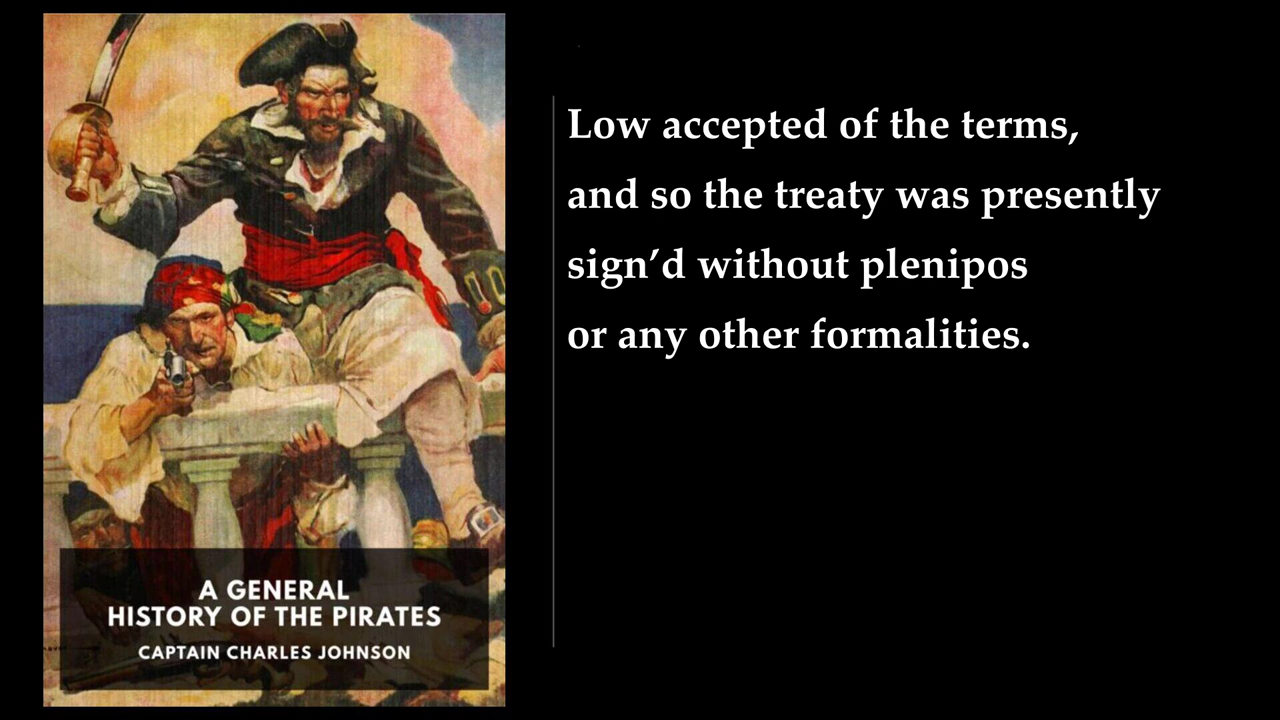 Low accepted of the terms,
and so the treaty was presently
sign’d without plenipos
or any other formalities.
A GENERAL
HISTORY OF THE PIRATES
CAPTAIN CHARLES JOHNSON